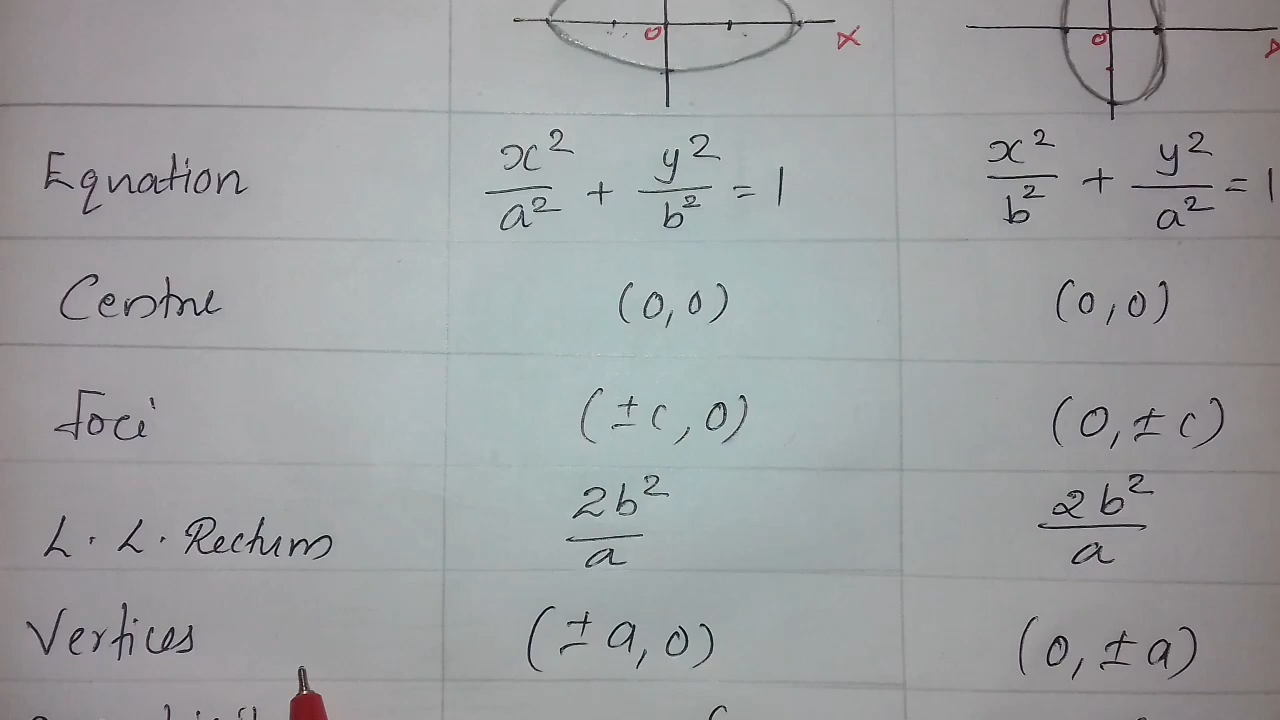 O X O
Equation x²/a² + y²/b² = 1 x²/b² + y²/a² = 1
Centre (0,0) (0,0)
Foci (±c,0) (0,±c)
L.L.Rectum 2b²/a 2b²/a
Vertices (±a,0) (0,±a)